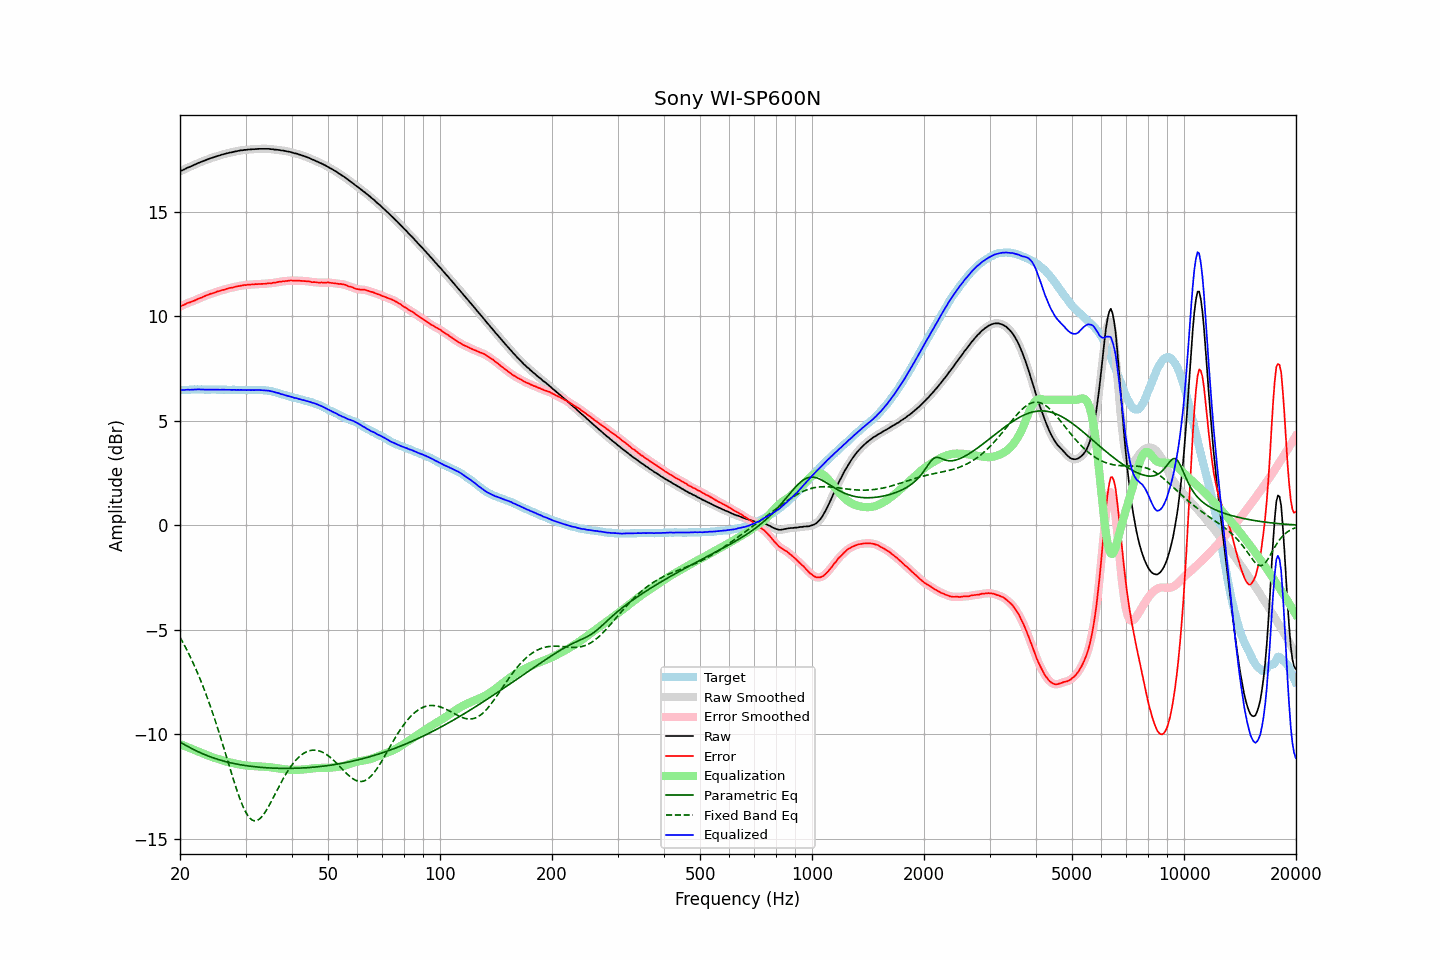 Sony WI-SP600N
Amplitude (dBr)
15
10
5
0
−5
−10
−15
Target
Raw Smoothed
Error Smoothed
Raw
Error
Equalization
Parametric Eq
Fixed Band Eq
Equalized
20 50 100 200 500 1000 2000 5000 10000 20000
Frequency (Hz)